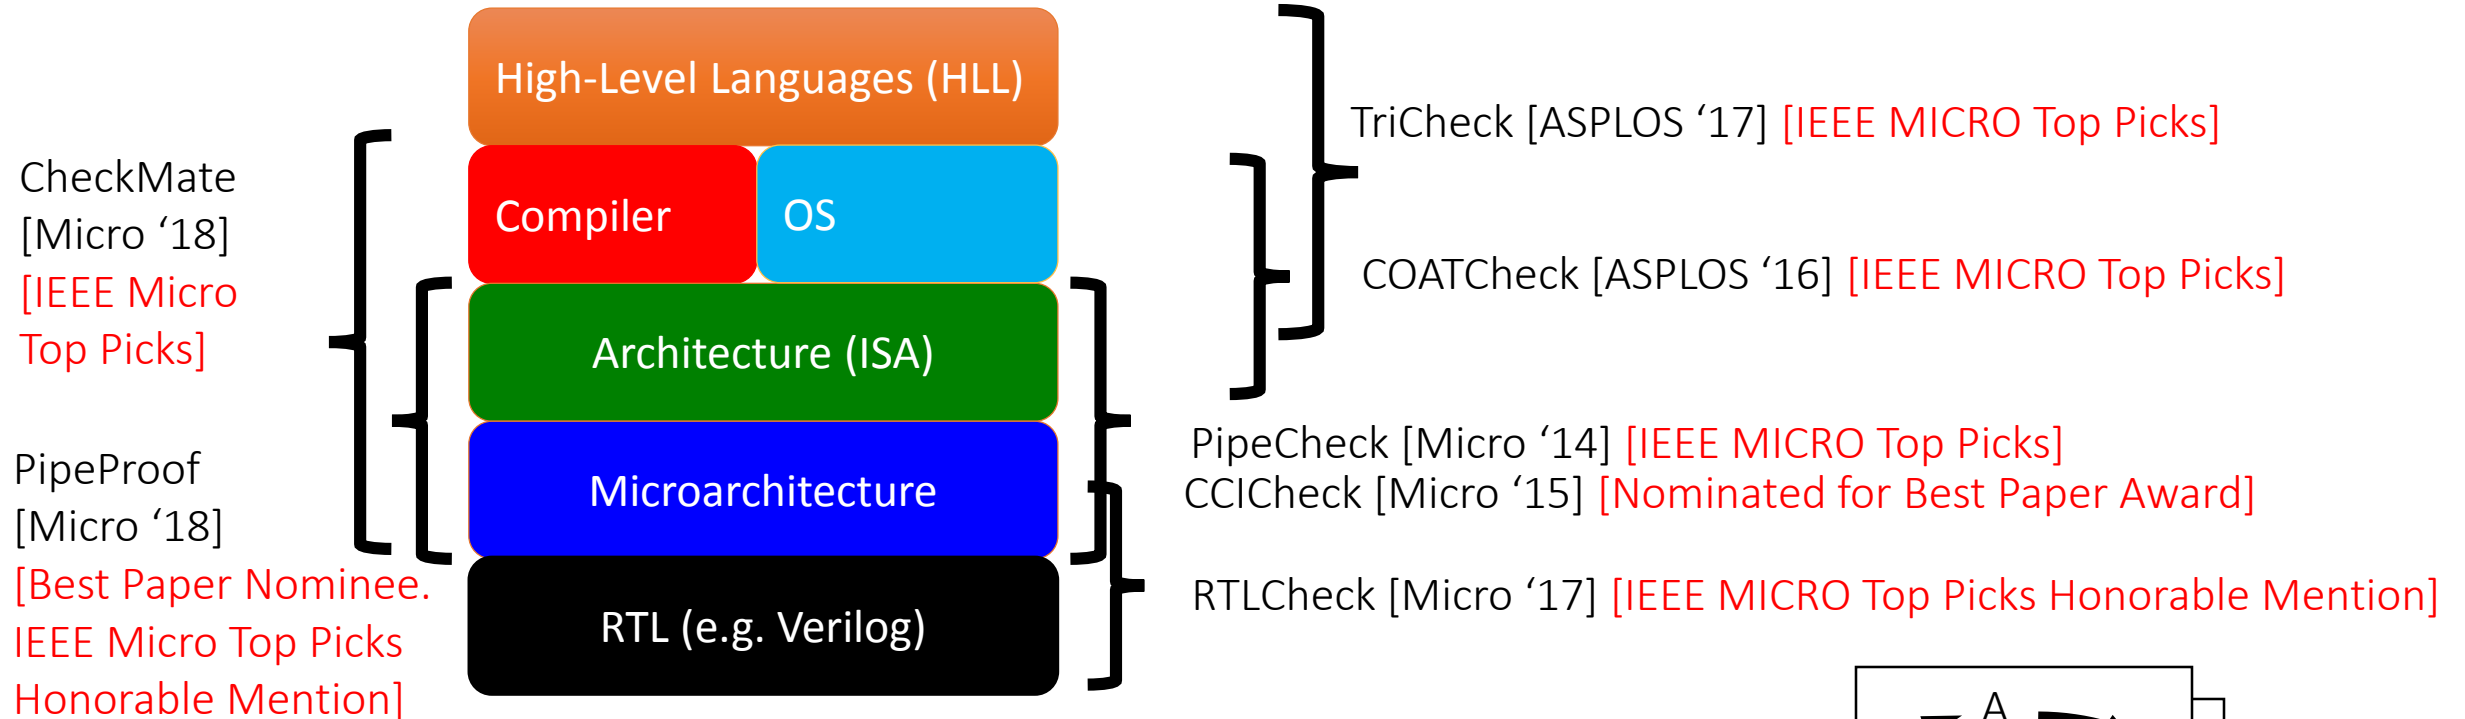 High-Level Languages (HLL)
Compiler
OS
Architecture (ISA)
Microarchitecture
RTL (e.g. Verilog)
CheckMate
[Micro ‘18]
[IEEE Micro
Top Picks]
PipeProof
[Micro ‘18]
[Best Paper Nominee.
IEEE Micro Top Picks
Honorable Mention]
TriCheck [ASPLOS ‘17] [IEEE MICRO Top Picks]
COATCheck [ASPLOS ‘16] [IEEE MICRO Top Picks]
PipeCheck [Micro ‘14] [IEEE MICRO Top Picks]
CCICheck [Micro ‘15] [Nominated for Best Paper Award]
RTLCheck [Micro ‘17] [IEEE MICRO Top Picks Honorable Mention]
A